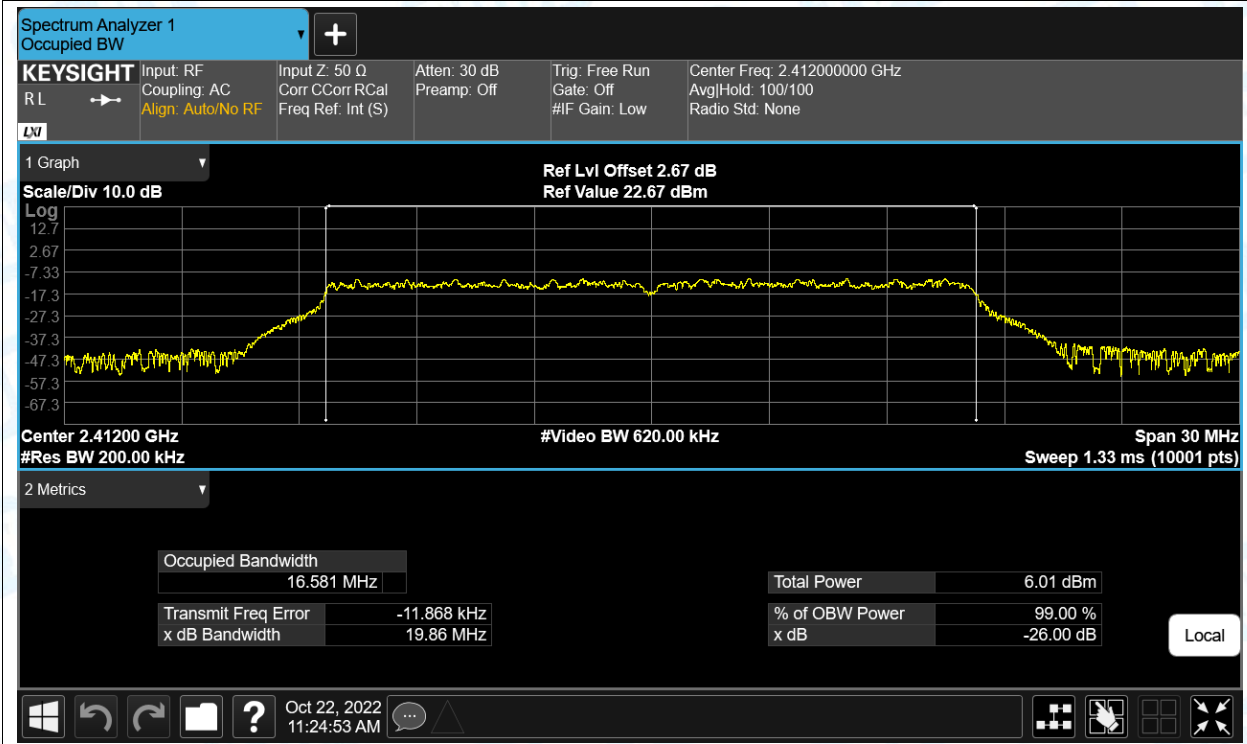 Spectrum Analyzer 1
Occupied BW
KEYSIGHT
R L
LXI
Input: RF
Coupling: AC
Align: Auto/No RF
Input Z: 50 Ω
Corr CCorr RCal
Freq Ref: Int (S)
Atten: 30 dB
Preamp: Off
Trig: Free Run
Gate: Off
#IF Gain: Low
Center Freq: 2.412000000 GHz
Avg|Hold: 100/100
Radio Std: None
1 Graph
Scale/Div 10.0 dB
Ref Lvl Offset 2.67 dB
Ref Value 22.67 dBm
Log
12.7
2.67
-7.33
-17.3
-27.3
-37.3
-47.3
-57.3
-67.3
Center 2.41200 GHz
#Video BW 620.00 kHz
Span 30 MHz
#Res BW 200.00 kHz
Sweep 1.33 ms (10001 pts)
2 Metrics
Occupied Bandwidth
16.581 MHz
Total Power 6.01 dBm
Transmit Freq Error -11.868 kHz
% of OBW Power 99.00 %
x dB Bandwidth 19.86 MHz
x dB -26.00 dB
Local
?
Oct 22, 2022
11:24:53 AM